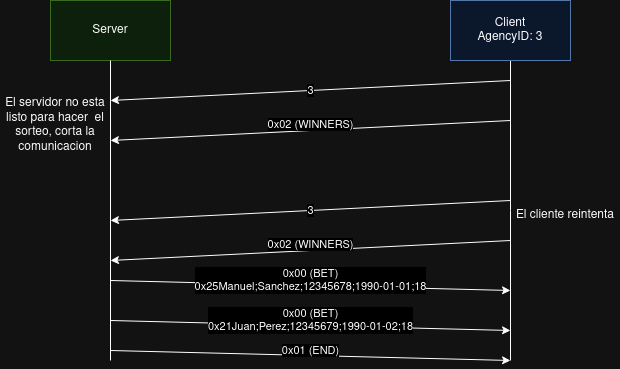 Server
Client
AgencyID: 3
3
El servidor no esta
listo para hacer el
sorteo, corta la
comunicacion
0x02 (WINNERS)
3
El cliente reintenta
0x02 (WINNERS)
0x00 (BET)
0x25Manuel;Sanchez;12345678;1990-01-01;18
0x00 (BET)
0x21Juan;Perez;12345679;1990-01-02;18
0x01 (END)